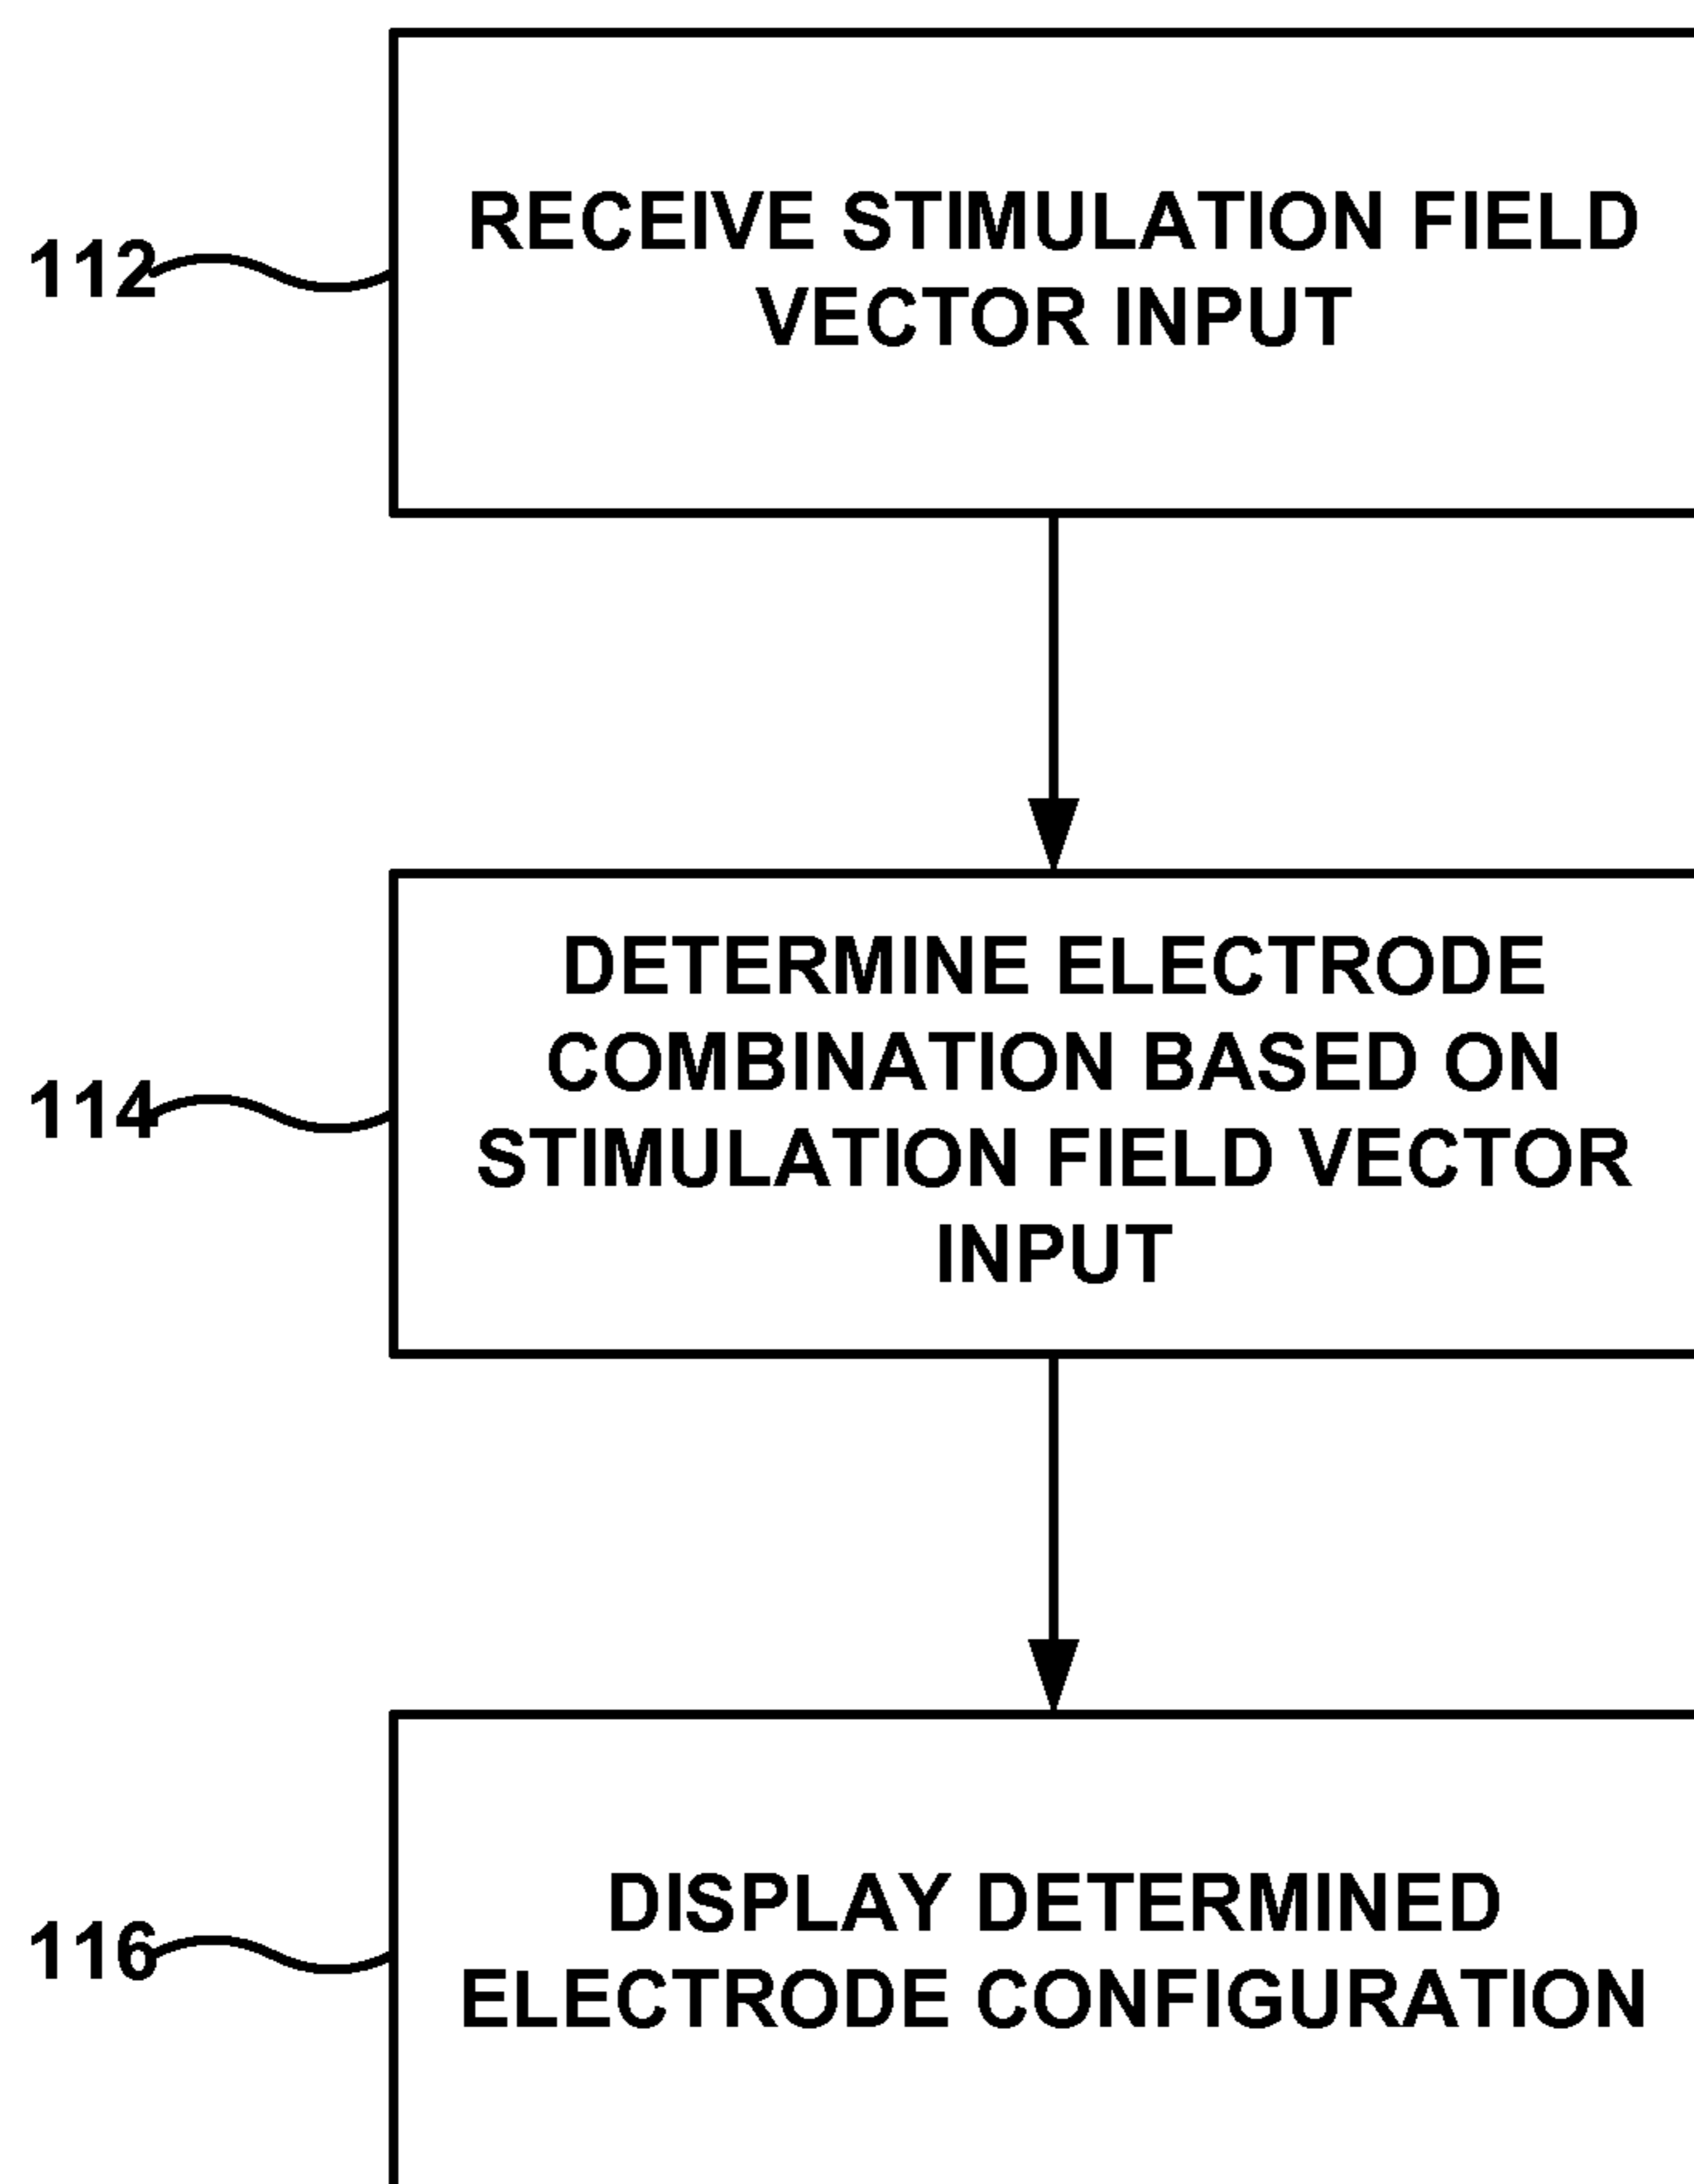 112
RECEIVE STIMULATION FIELD
VECTOR INPUT
114
DETERMINE ELECTRODE
COMBINATION BASED ON
STIMULATION FIELD VECTOR
INPUT
116
DISPLAY DETERMINED
ELECTRODE CONFIGURATION